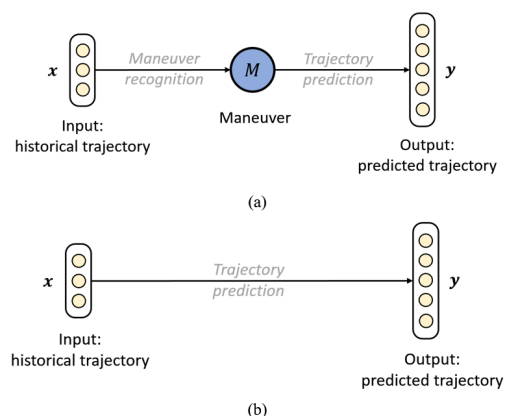 Maneuver
recognition
Trajectory
prediction
x
M
y
Maneuver
Input:
historical trajectory
Output:
predicted trajectory
(a)
Trajectory
prediction
x
y
Input:
historical trajectory
Output:
predicted trajectory
(b)